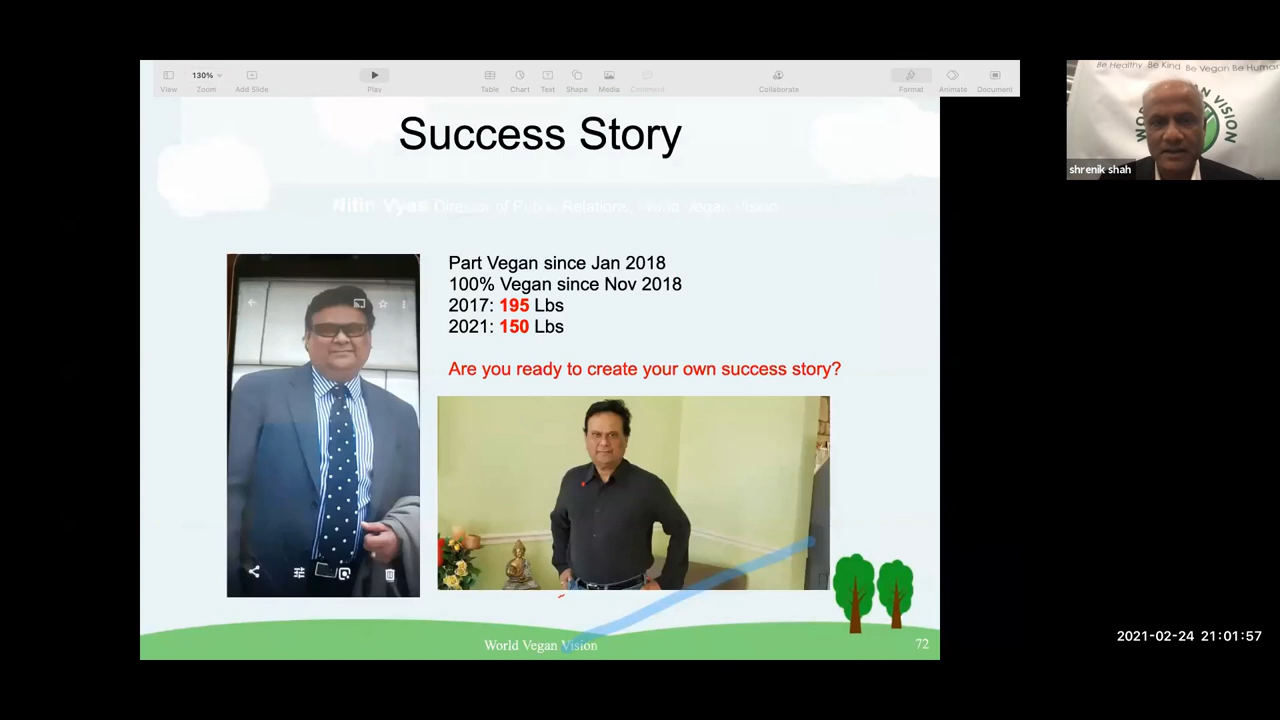 130%
View
Zoom
Add Slide
Play
Table
Chart
Text
Shape
Media
Comment
Collaborate
Format
Animate
Document
Success Story
Nitin Vyas Director of Public Relations, World Vegan Vision
Part Vegan since Jan 2018
100% Vegan since Nov 2018
2017: 195 Lbs
2021: 150 Lbs
Are you ready to create your own success story?
World Vegan Vision
72
Be Healthy Be Kind Be Vegan Be Human
VISION
shrenik shah
2021-02-24 21:01:57